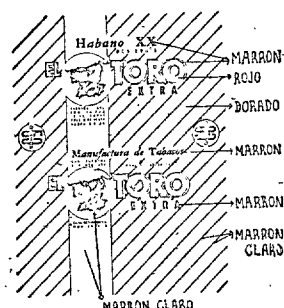 Habano XX
EL TORO
EXTRA
Manufactura de Tabacos
EL TORO
EXTRA
MARRON
ROJO
DORADO
MARRON
MARRON
MARRON
CLARO
MARRON CLARO